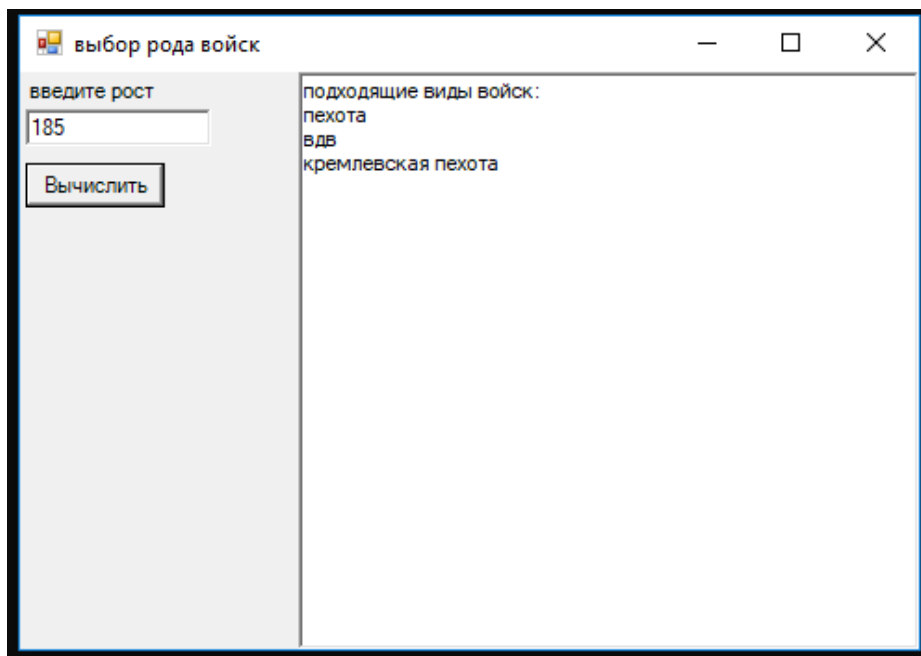 выбор рода войск
введите рост
185
Вычислить
подходящие виды войск:
пехота
вдв
кремлевская пехота